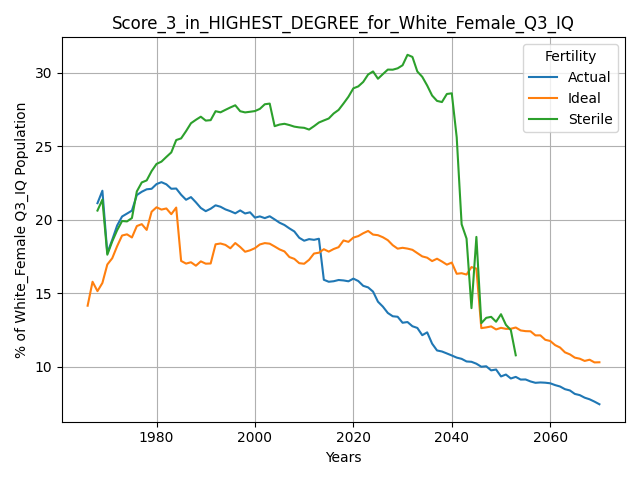 Score_3_in_HIGHEST_DEGREE_for_White_Female_Q3_IQ
Fertility
Actual
Ideal
Sterile
% of White_Female Q3_IQ Population
30
25
20
15
10
1980
2000
2020
2040
2060
Years